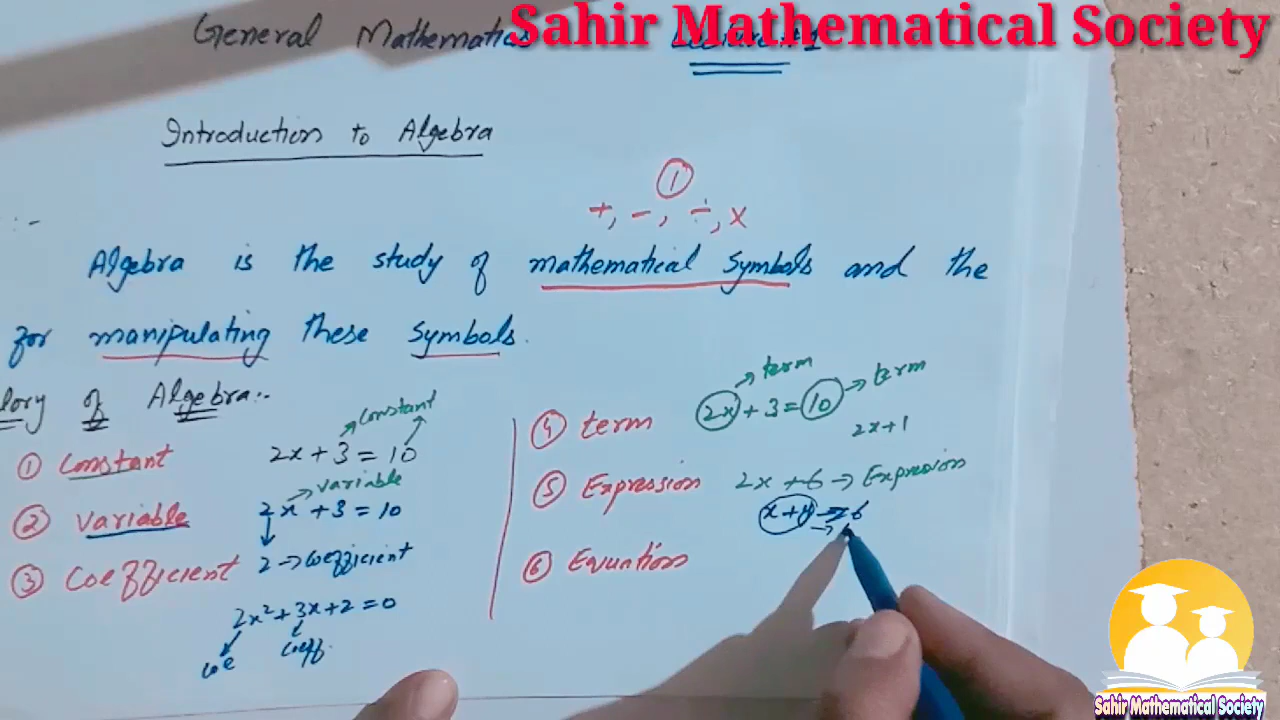 Sahir Mathematical Society
General Mathematics Lecture #1
Introduction to Algebra
①
+, -, ÷, x
:-
Algebra is the study of mathematical symbols and the
for manipulating these symbols.
of Algebra:-
① Constant
2x+3=10
→ Constant
② variable
→ variable
2x+3=10
③ Coefficient
2 → Coefficient
2x²+3x+2=0
coe
coeff.
④ term
2x+3=10
→ term
→ term
2x+1
⑤ Expression
2x+6 → Expression
⑥ Equation
Sahir Mathematical Society